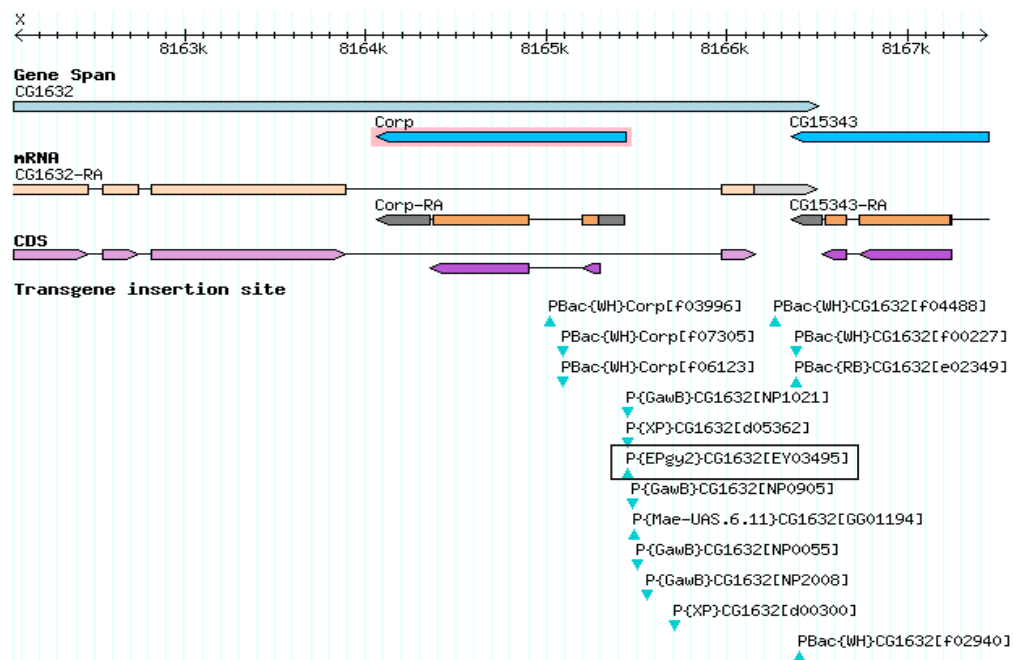 X
8163k 8164k 8165k 8166k 8167k
Gene Span
CG1632
Corp CG15343
mRNA
CG1632-RA
Corp-RA CG15343-RA
CDS
Transgene insertion site
PBac{WH}Corp[f03996] PBac{WH}CG1632[f04488]
PBac{WH}Corp[f07305] PBac{WH}CG1632[f00227]
PBac{WH}Corp[f06123] PBac{RB}CG1632[e02349]
P{GawB}CG1632[NP1021]
P{XP}CG1632[d05362]
P{EPgy2}CG1632[EY03495]
P{GawB}CG1632[NP0905]
P{Mae-UAS.6.11}CG1632[GG01194]
P{GawB}CG1632[NP0055]
P{GawB}CG1632[NP2008]
P{XP}CG1632[d00300]
PBac{WH}CG1632[f02940]